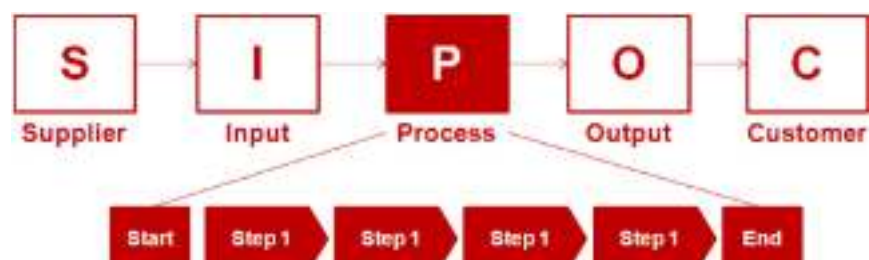 S I P O C
Supplier Input Process Output Customer
Start Step 1 Step 1 Step 1 Step 1 End